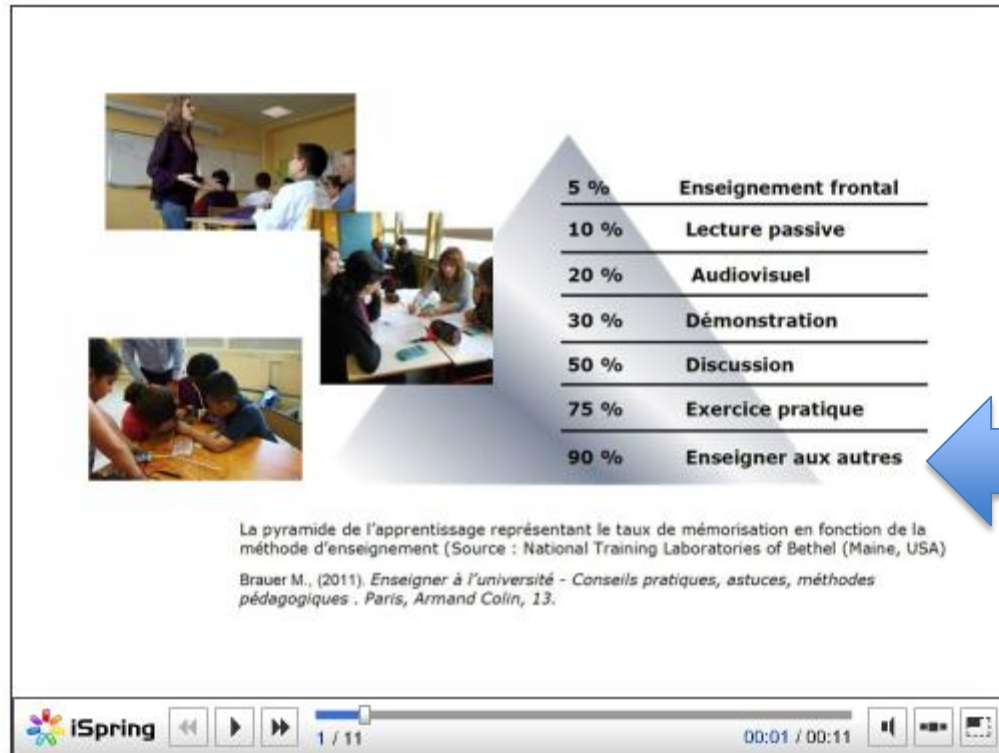 5 % Enseignement frontal
10 % Lecture passive
20 % Audiovisuel
30 % Démonstration
50 % Discussion
75 % Exercice pratique
90 % Enseigner aux autres
La pyramide de l'apprentissage représentant le taux de mémorisation en fonction de la
méthode d'enseignement (Source : National Training Laboratories of Bethel (Maine, USA)
Brauer M., (2011). Enseigner à l'université - Conseils pratiques, astuces, méthodes
pédagogiques . Paris, Armand Colin, 13.
iSpring
1 / 11
00:01 / 00:11